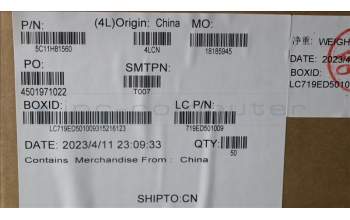 P/N: (4L)Origin: China MO:
5C11H81560 4LCN 18185945
PO: SMTPN:
4501971022 T007
BOXID: LC P/N:
LC719ED501009315216123 719ED501009
DATE: 2023/4/11 23:09:33 QTY:
50
Contains Merchandise From: China
SHIPTO:CN
净重: WEIGH
DATE: 2023/4
BOXID:
LC719ED50100